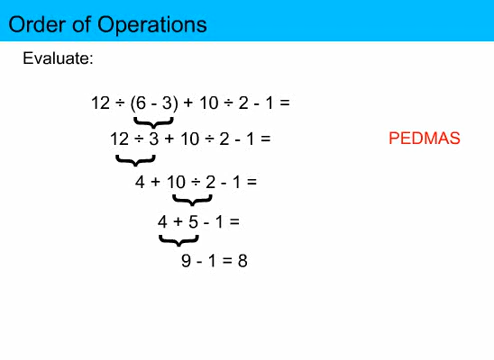 Order of Operations
Evaluate:
12 ÷ (6 - 3) + 10 ÷ 2 - 1 =
12 ÷ 3 + 10 ÷ 2 - 1 =
PEDMAS
4 + 10 ÷ 2 - 1 =
4 + 5 - 1 =
9 - 1 = 8